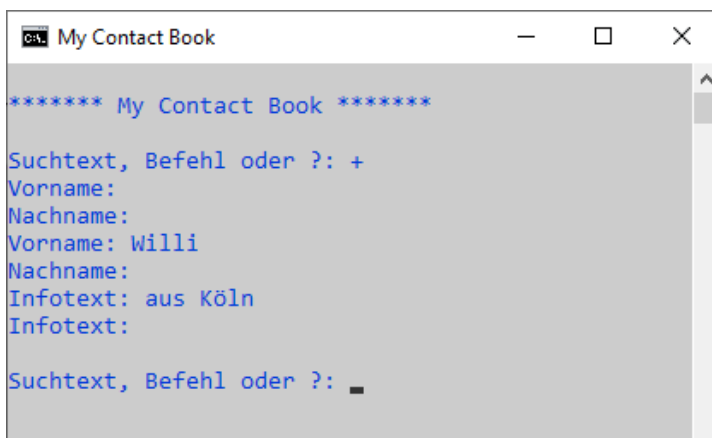 My Contact Book
******* My Contact Book *******
Suchtext, Befehl oder ?: +
Vorname:
Nachname:
Vorname: Willi
Nachname:
Infotext: aus Köln
Infotext:
Suchtext, Befehl oder ?: